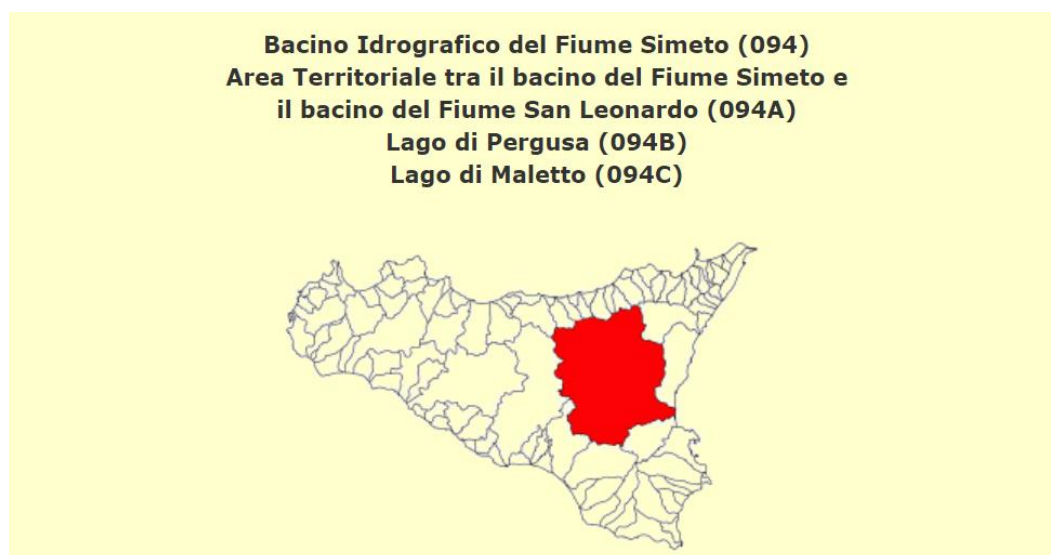 Bacino Idrografico del Fiume Simeto (094)
Area Territoriale tra il bacino del Fiume Simeto e
il bacino del Fiume San Leonardo (094A)
Lago di Pergusa (094B)
Lago di Maletto (094C)